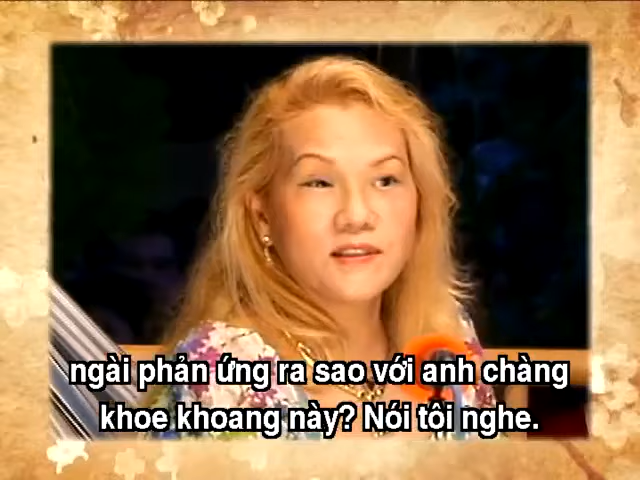 ngài phản ứng ra sao với anh chàng
khoe khoang này? Nói tôi nghe.